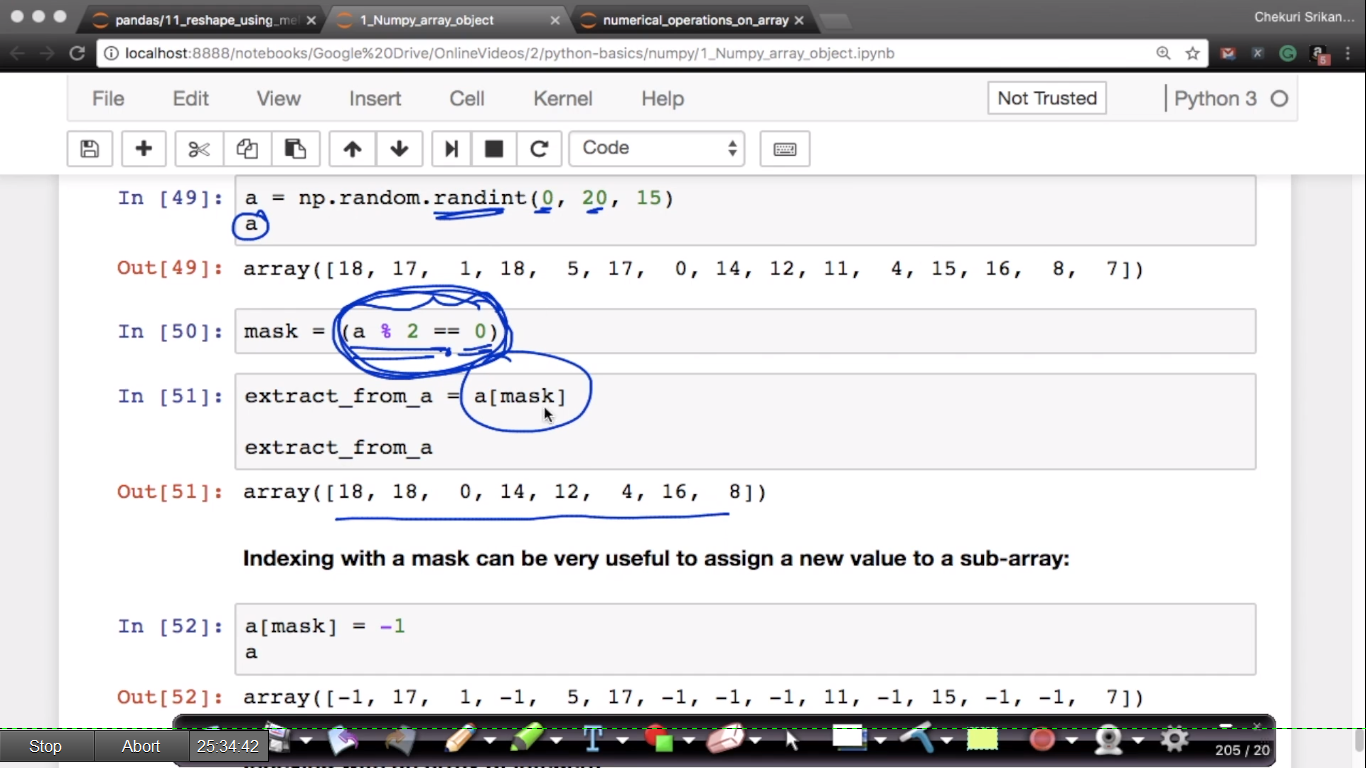 pandas/11_reshape_using_me
1_Numpy_array_object
numerical_operations_on_array
Chekuri Srikan...
localhost:8888/notebooks/Google%20Drive/OnlineVideos/2/python-basics/numpy/1_Numpy_array_object.ipynb
File Edit View Insert Cell Kernel Help
Not Trusted
Python 3
Code
In [49]: a = np.random.randint(0, 20, 15)
a
Out[49]: array([18, 17, 1, 18, 5, 17, 0, 14, 12, 11, 4, 15, 16, 8, 7])
In [50]: mask = (a % 2 == 0)
In [51]: extract_from_a = a[mask]
extract_from_a
Out[51]: array([18, 18, 0, 14, 12, 4, 16, 8])
Indexing with a mask can be very useful to assign a new value to a sub-array:
In [52]: a[mask] = -1
a
Out[52]: array([-1, 17, 1, -1, 5, 17, -1, -1, -1, 11, -1, 15, -1, -1, 7])
Stop Abort 25:34:42
205 / 20